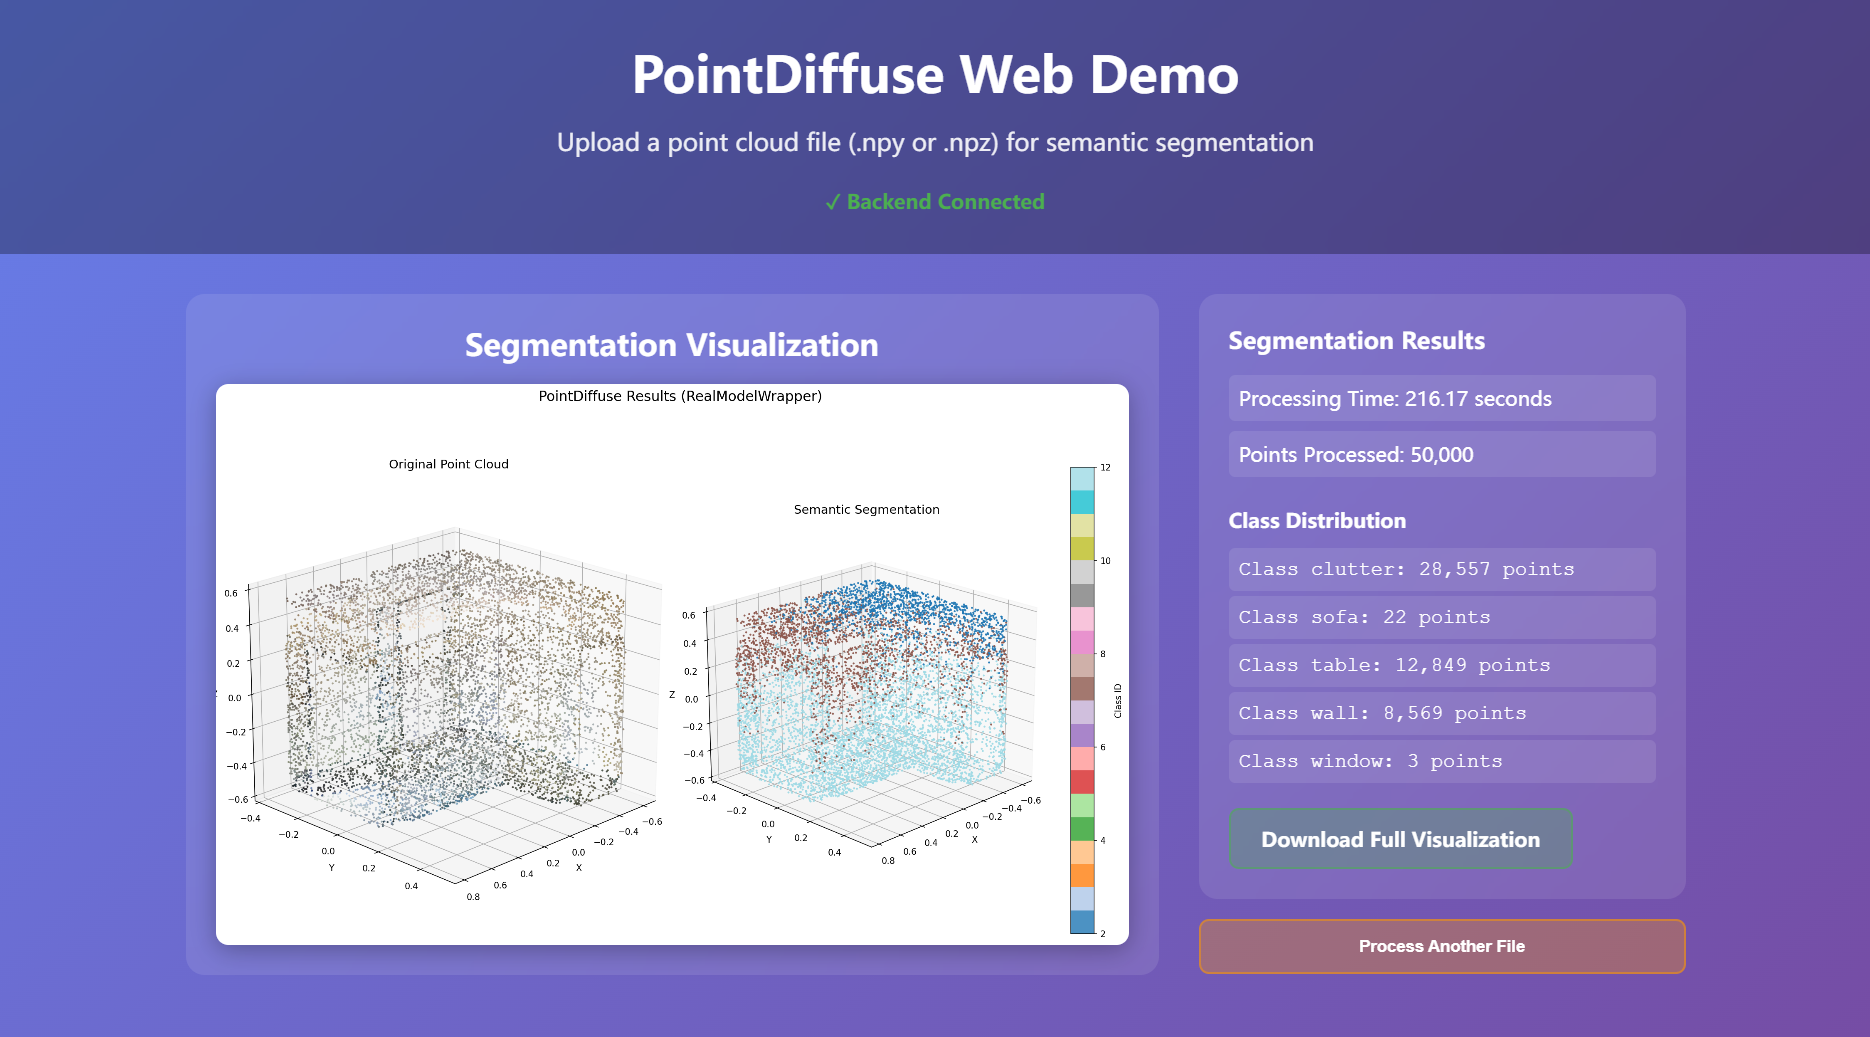 PointDiffuse Web Demo
Upload a point cloud file (.npy or .npz) for semantic segmentation
✓ Backend Connected
Segmentation Visualization
PointDiffuse Results (RealModelWrapper)
Original Point Cloud
0.6
0.4
0.2
0.0
−0.2
−0.4
−0.6
−0.4
−0.2
0.0
0.2
0.4
Y
0.8
0.6
0.4
0.2
0.0
−0.2
−0.4
−0.6
X
Semantic Segmentation
Z
0.6
0.4
0.2
0.0
−0.2
−0.4
−0.6
−0.4
−0.2
0.0
0.2
0.4
Y
0.8
0.6
0.4
0.2
0.0
−0.2
−0.4
−0.6
X
12
10
8
6
4
2
Class ID
Segmentation Results
Processing Time: 216.17 seconds
Points Processed: 50,000
Class Distribution
Class clutter: 28,557 points
Class sofa: 22 points
Class table: 12,849 points
Class wall: 8,569 points
Class window: 3 points
Download Full Visualization
Process Another File